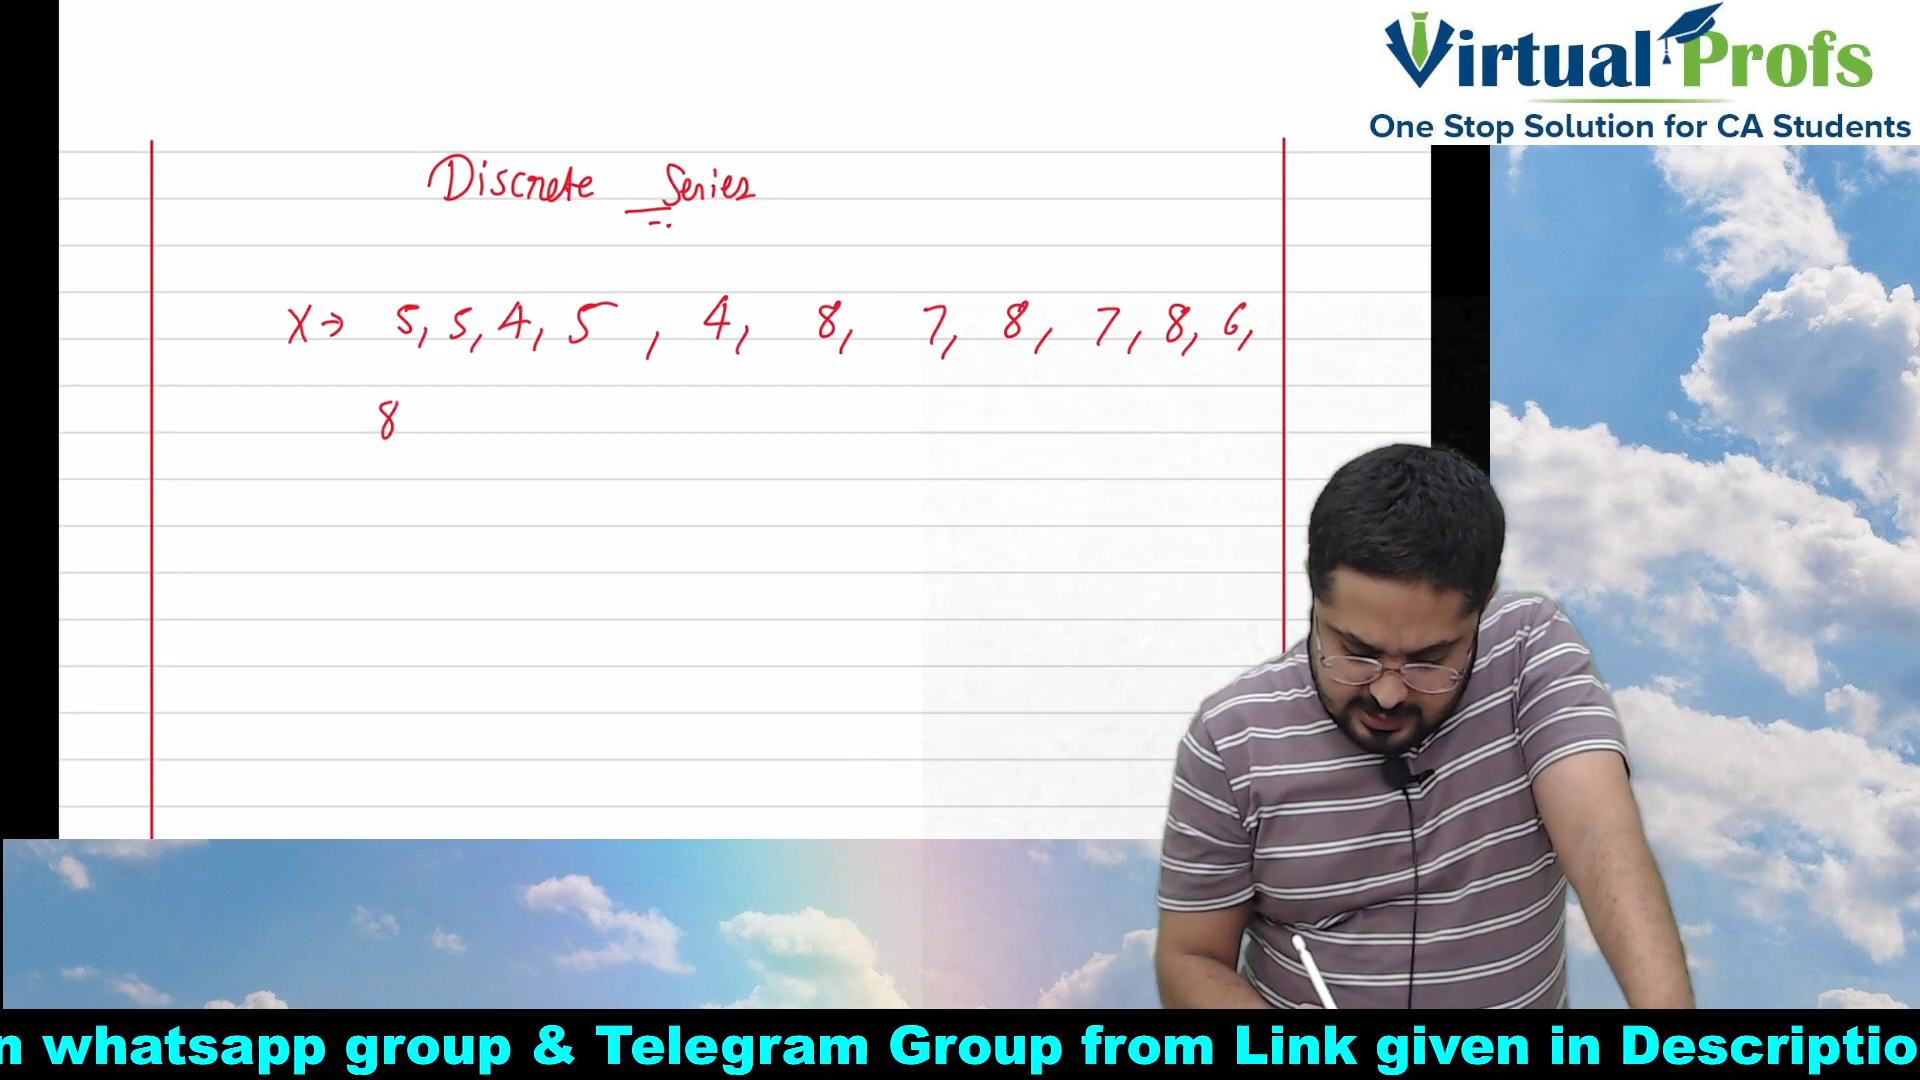 Virtual Profs
One Stop Solution for CA Students
Discrete Series
X→ 5, 5, 4, 5, 4, 8, 7, 8, 7, 8, 6,
8
n whatsapp group & Telegram Group from Link given in Descriptio